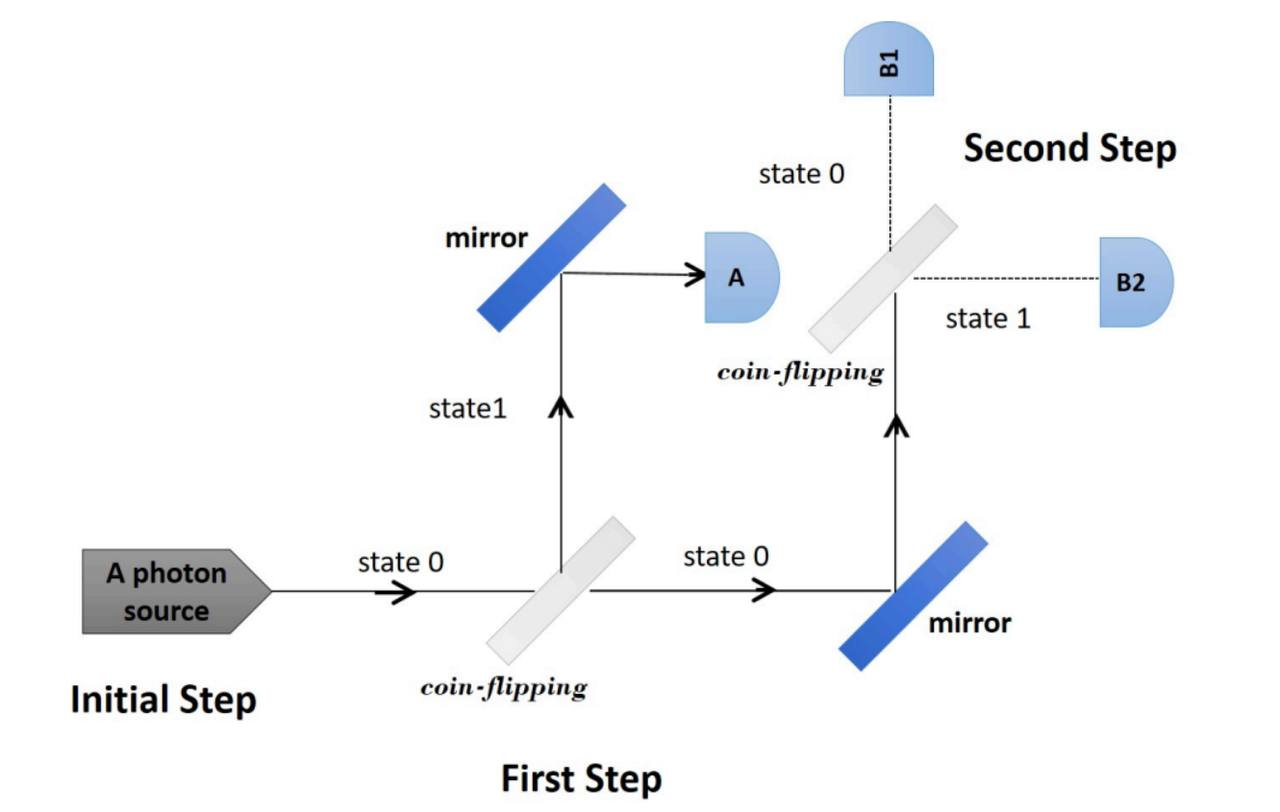 B1
Second Step
state 0
mirror
A
B2
state 1
coin-flipping
state1
state 0
state 0
A photon
source
mirror
coin-flipping
Initial Step
First Step